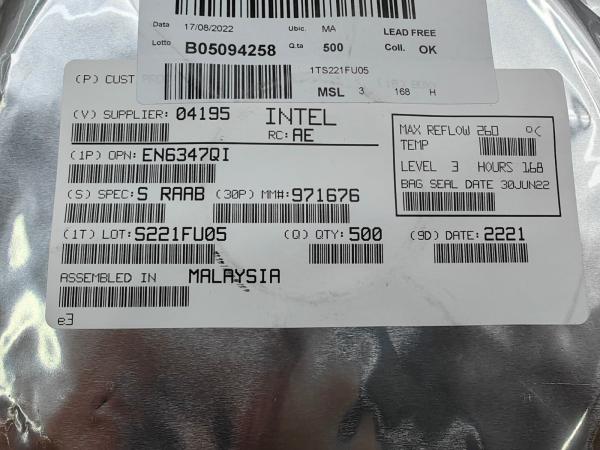 Data 17/08/2022 Ubic. MA LEAD FREE
Lotto B05094258 Q.ta 500 Coll. OK
1TS221FU05
MSL 3 168 H
(P) CUST
(V) SUPPLIER: 04195 INTEL
RC: AE
(1P) OPN: EN6347QI
(S) SPEC: S RAAB (30P) MM#: 971676
(1T) LOT: S221FU05 (Q) QTY: 500 (9D) DATE: 2221
ASSEMBLED IN MALAYSIA
e3
MAX REFLOW 260 °C
TEMP
LEVEL 3 HOURS 168
BAG SEAL DATE 30JUN22